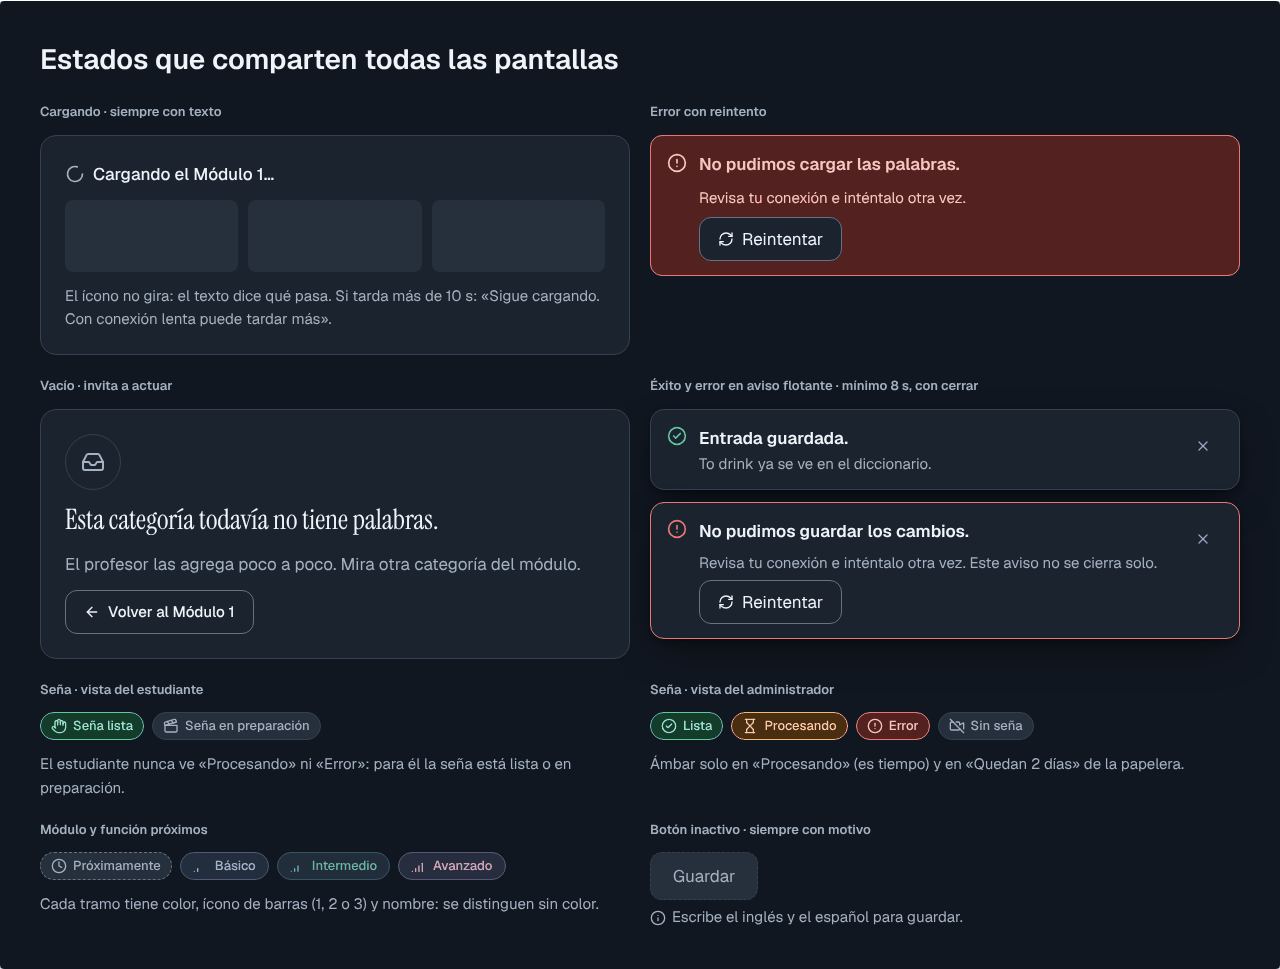 Estados que comparten todas las pantallas
Cargando · siempre con texto
Cargando el Módulo 1...
El ícono no gira: el texto dice qué pasa. Si tarda más de 10 s: «Sigue cargando.
Con conexión lenta puede tardar más».
Error con reintento
No pudimos cargar las palabras.
Revisa tu conexión e inténtalo otra vez.
Reintentar
Vacío · invita a actuar
Esta categoría todavía no tiene palabras.
El profesor las agrega poco a poco. Mira otra categoría del módulo.
Volver al Módulo 1
Éxito y error en aviso flotante · mínimo 8 s, con cerrar
Entrada guardada.
To drink ya se ve en el diccionario.
No pudimos guardar los cambios.
Revisa tu conexión e inténtalo otra vez. Este aviso no se cierra solo.
Reintentar
Seña · vista del estudiante
Seña lista
Seña en preparación
El estudiante nunca ve «Procesando» ni «Error»: para él la seña está lista o en
preparación.
Seña · vista del administrador
Lista
Procesando
Error
Sin seña
Ámbar solo en «Procesando» (es tiempo) y en «Quedan 2 días» de la papelera.
Módulo y función próximos
Próximamente
Básico
Intermedio
Avanzado
Cada tramo tiene color, ícono de barras (1, 2 o 3) y nombre: se distinguen sin color.
Botón inactivo · siempre con motivo
Guardar
Escribe el inglés y el español para guardar.